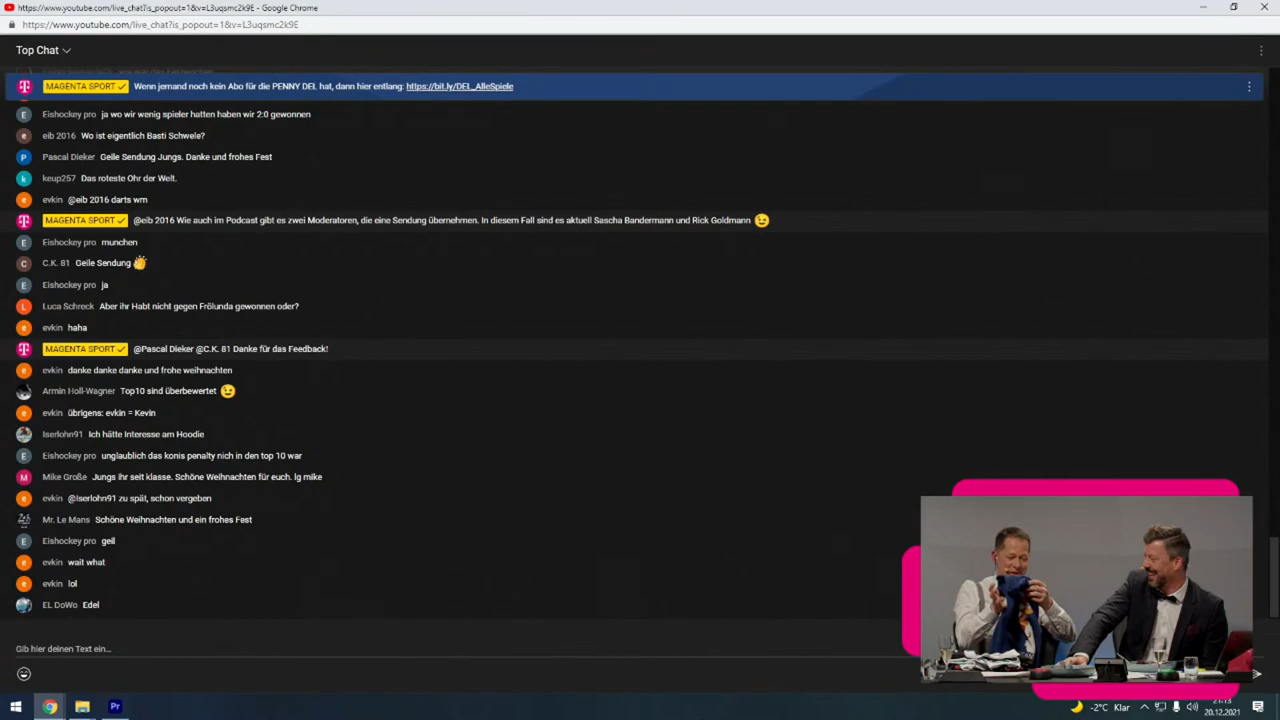 https://www.youtube.com/live_chat?is_popout=1&v=L3uqsmc2k9E - Google Chrome
https://www.youtube.com/live_chat?is_popout=1&v=L3uqsmc2k9E
Top Chat
MAGENTA SPORT Wenn jemand noch kein Abo für die PENNY DEL hat, dann hier entlang: https://bit.ly/DEL_AlleSpiele
E Eishockey pro ja wo wir wenig spieler hatten haben wir 2:0 gewonnen
e eib 2016 Wo ist eigentlich Basti Schwele?
P Pascal Dieker Geile Sendung Jungs. Danke und frohes Fest
k keup257 Das roteste Ohr der Welt.
e evkin @eib 2016 darts wm
MAGENTA SPORT @eib 2016 Wie auch im Podcast gibt es zwei Moderatoren, die eine Sendung übernehmen. In diesem Fall sind es aktuell Sascha Bandermann und Rick Goldmann 😉
E Eishockey pro munchen
C C.K. 81 Geile Sendung 👏
E Eishockey pro ja
L Luca Schreck Aber ihr Habt nicht gegen Frölunda gewonnen oder?
e evkin haha
MAGENTA SPORT @Pascal Dieker @C.K. 81 Danke für das Feedback!
e evkin danke danke danke und frohe weihnachten
Armin Holl-Wagner Top10 sind überbewertet 😉
e evkin übrigens: evkin = Kevin
Iserlohn91 Ich hätte Interesse am Hoodie
E Eishockey pro unglaublich das konis penalty nich in den top 10 war
M Mike Große Jungs ihr seit klasse. Schöne Weihnachten für euch. lg mike
e evkin @Iserlohn91 zu spät, schon vergeben
Mr. Le Mans Schöne Weihnachten und ein frohes Fest
E Eishockey pro geil
e evkin wait what
e evkin lol
EL DoWo Edel
Gib hier deinen Text ein...
Pr
-2°C Klar
21:13
20.12.2021